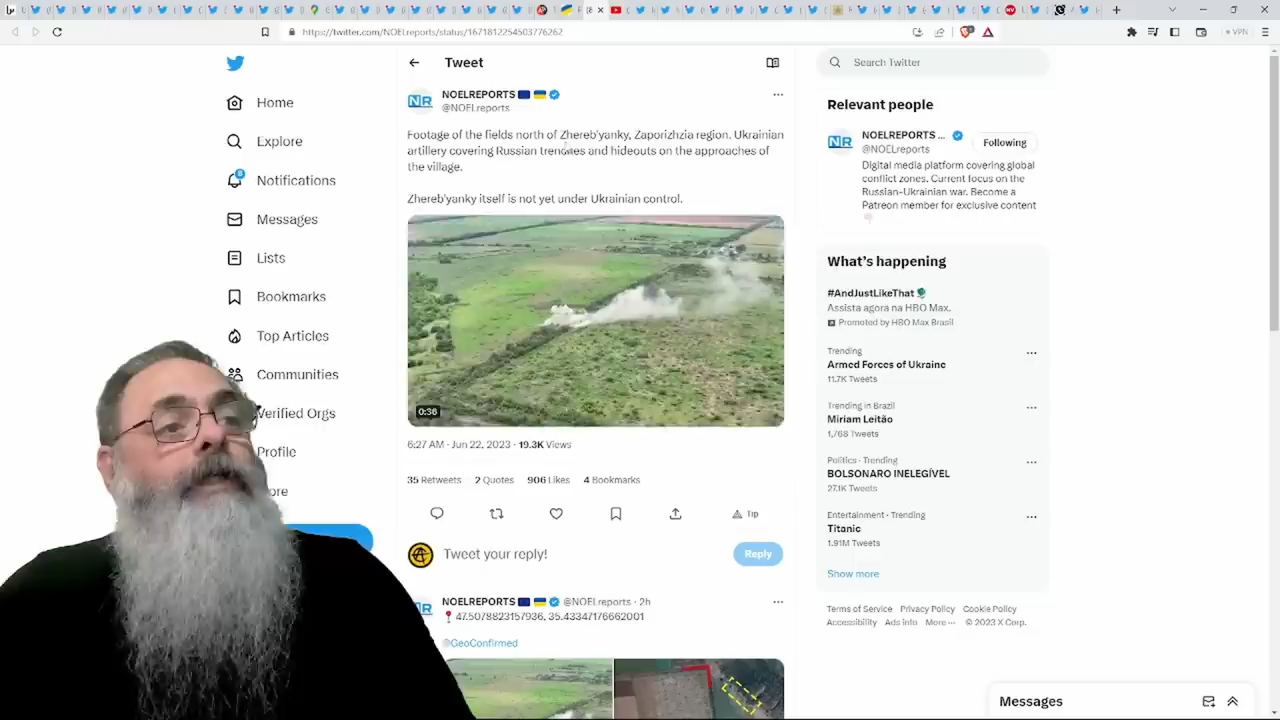 https://twitter.com/NOELreports/status/1671812254503776262
VPN
Home
Explore
8
Notifications
Messages
Lists
Bookmarks
Top Articles
Communities
Verified Orgs
Profile
ore
Tweet
NOELREPORTS
@NOELreports
Footage of the fields north of Zhereb'yanky, Zaporizhzia region. Ukrainian
artillery covering Russian trenches and hideouts on the approaches of
the village.
Zhereb'yanky itself is not yet under Ukrainian control.
0:36
6:27 AM · Jun 22, 2023 · 19.3K Views
35 Retweets 2 Quotes 906 Likes 4 Bookmarks
Tip
Tweet your reply!
Reply
NOELREPORTS @NOELreports · 2h
47.5078823157936, 35.43347176662001
@GeoConfirmed
Search Twitter
Relevant people
NOELREPORTS ...
@NOELreports
Following
Digital media platform covering global
conflict zones. Current focus on the
Russian-Ukrainian war. Become a
Patreon member for exclusive content
What's happening
#AndJustLikeThat
Assista agora na HBO Max.
Promoted by HBO Max Brasil
Trending
Armed Forces of Ukraine
11.7K Tweets
Trending in Brazil
Miriam Leitão
1,768 Tweets
Politics · Trending
BOLSONARO INELEGÍVEL
27.1K Tweets
Entertainment · Trending
Titanic
1.91M Tweets
Show more
Terms of Service Privacy Policy Cookie Policy
Accessibility Ads info More ··· © 2023 X Corp.
Messages